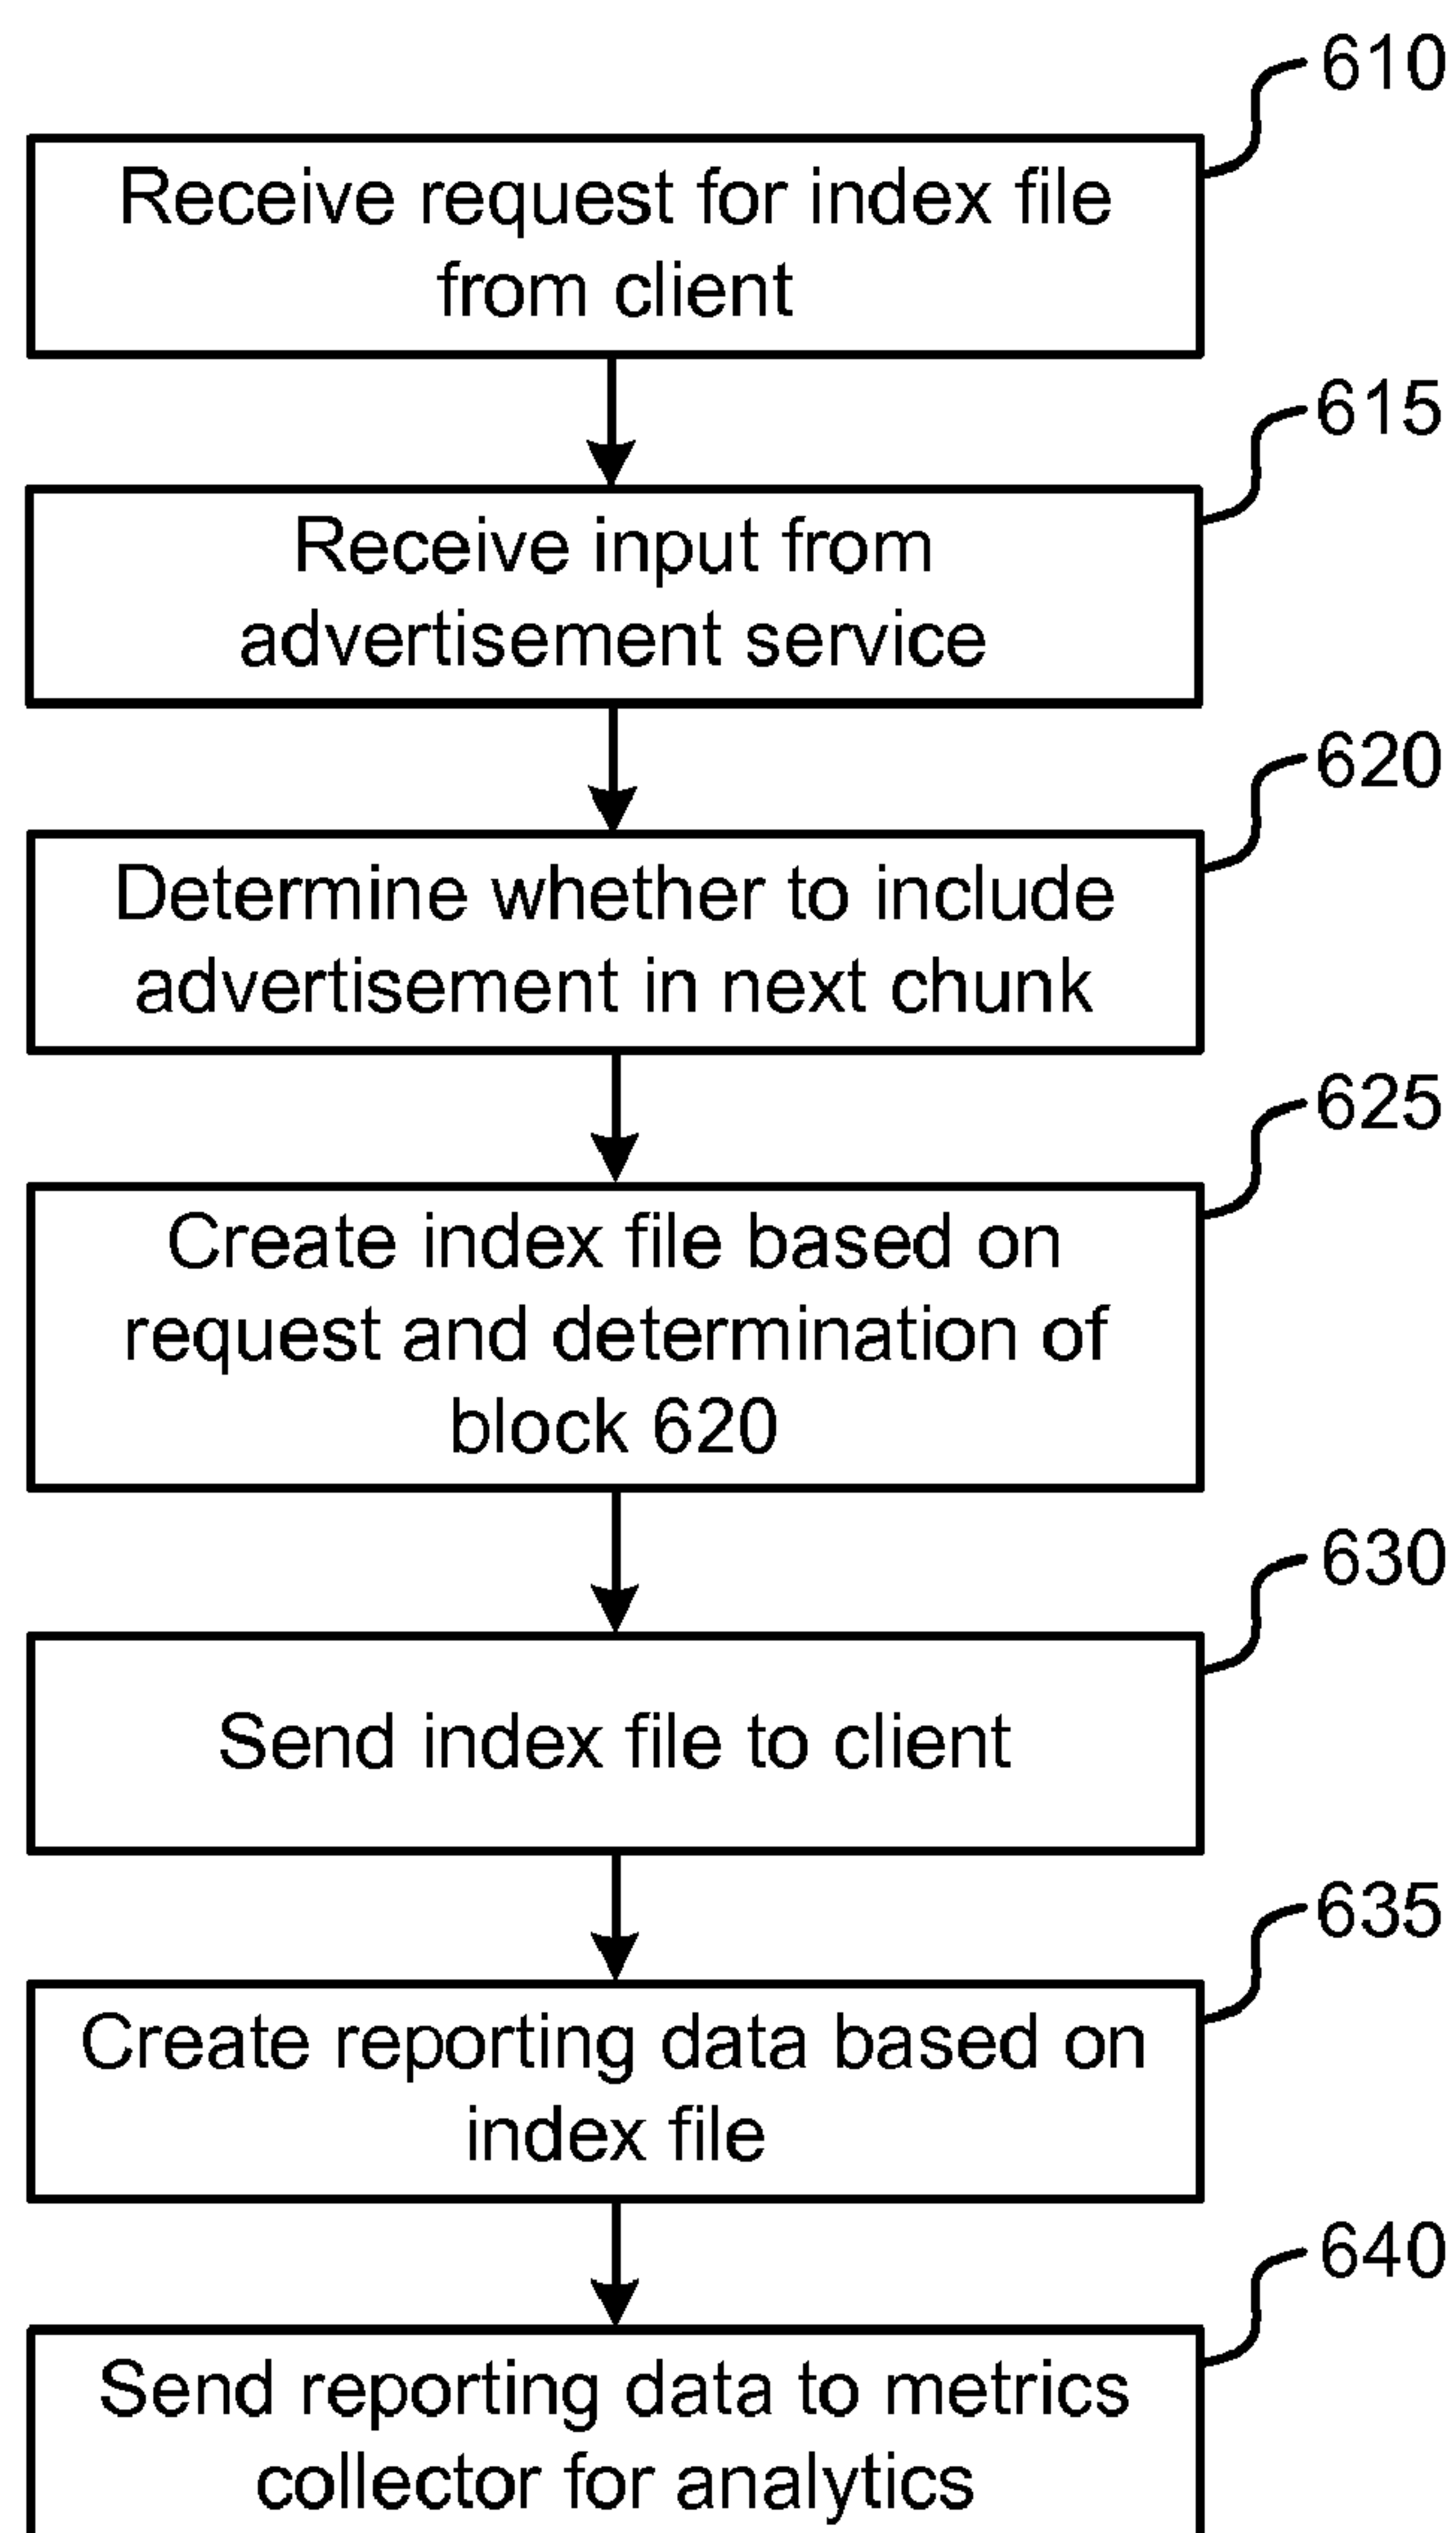 610
Receive request for index file
from client
615
Receive input from
advertisement service
620
Determine whether to include
advertisement in next chunk
625
Create index file based on
request and determination of
block 620
630
Send index file to client
635
Create reporting data based on
index file
640
Send reporting data to metrics
collector for analytics